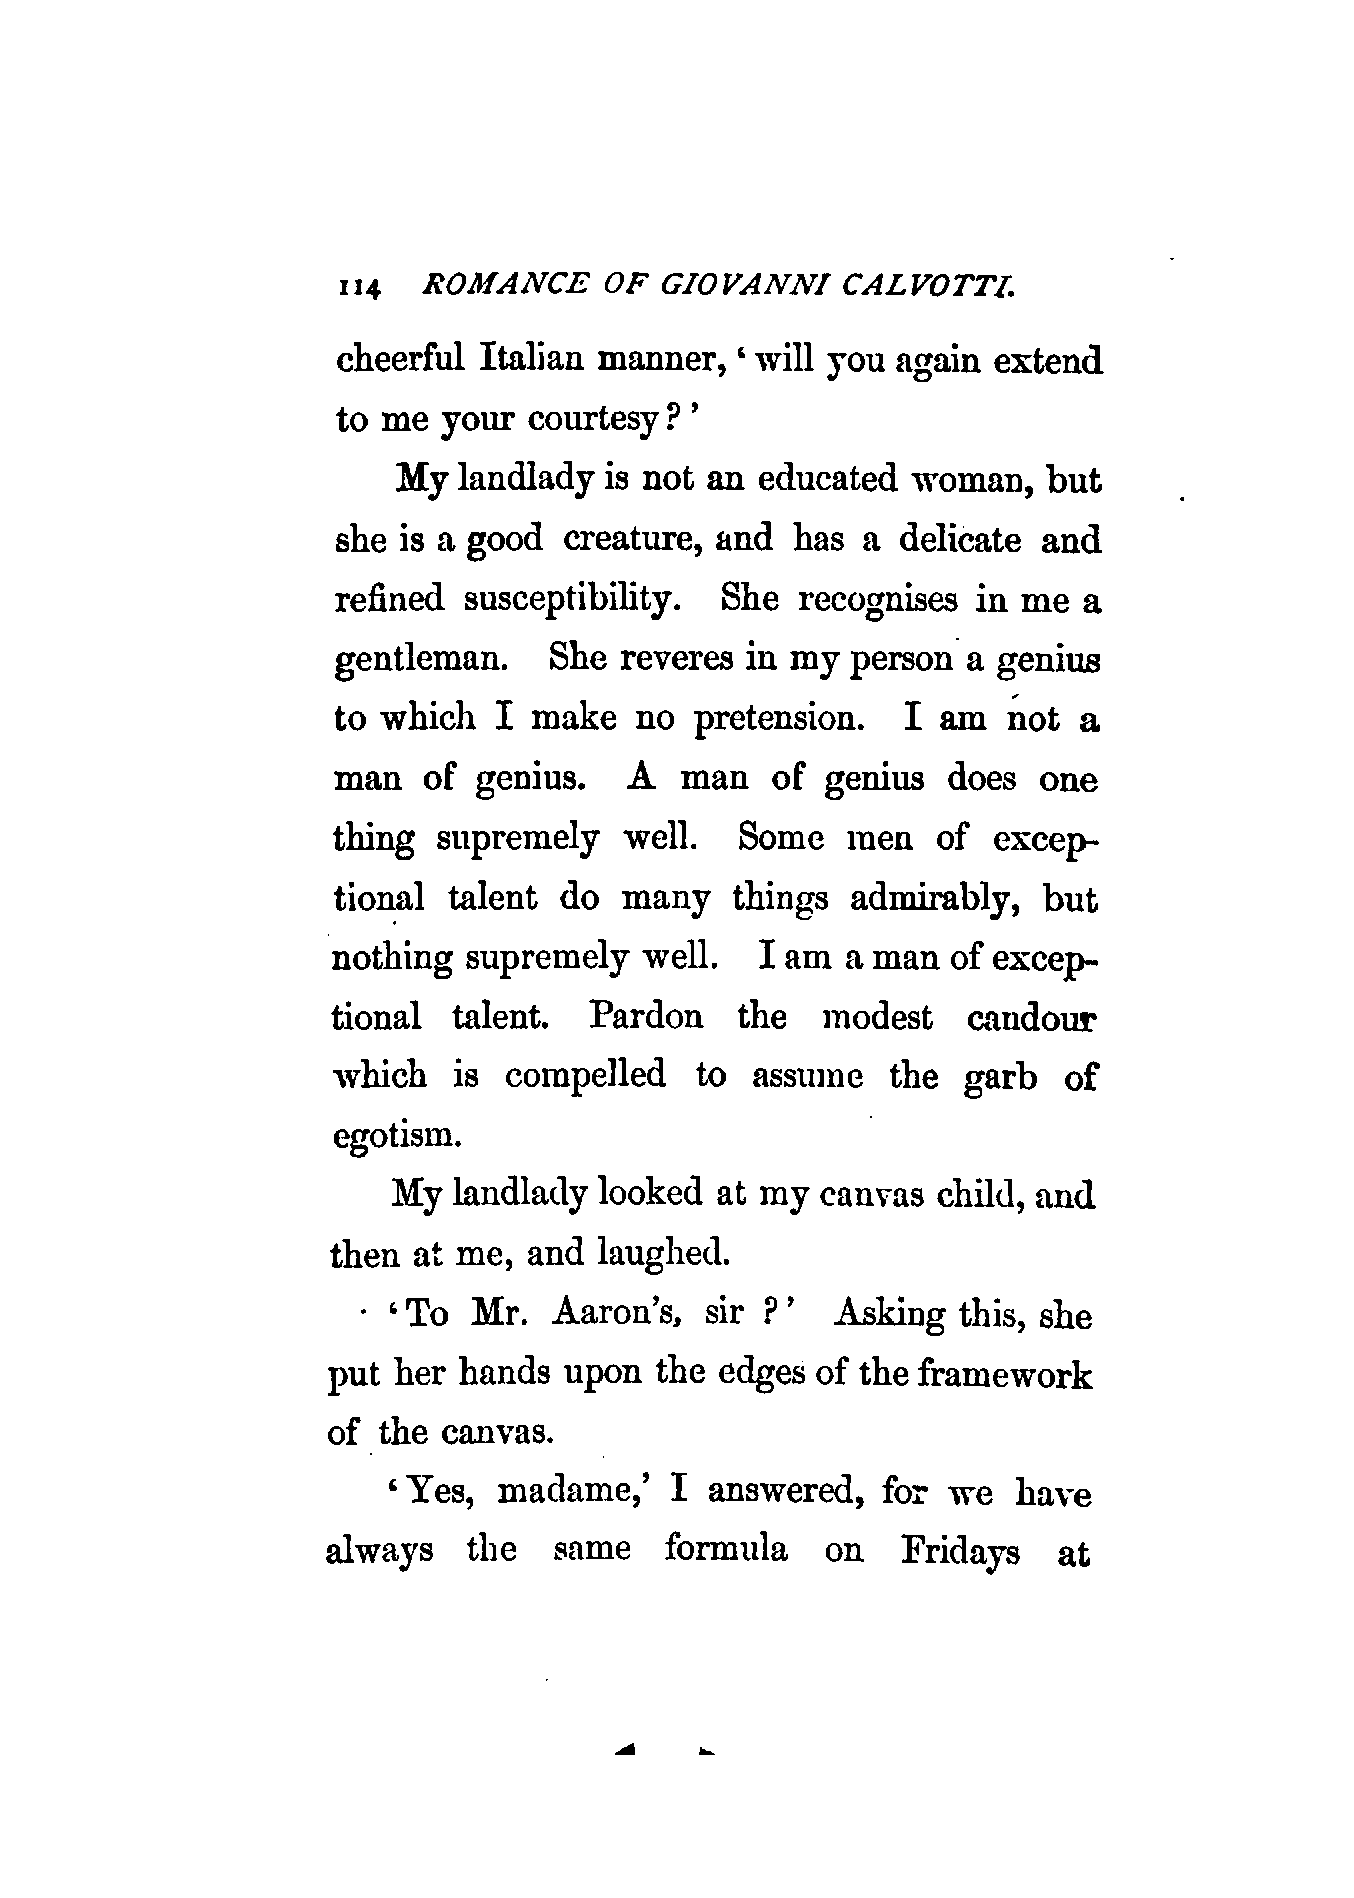 114 ROMANCE OF GIOVANNI CALVOTTI.
cheerful Italian manner, ‘ will you again extend
to me your courtesy ? ’
My landlady is not an educated woman, but
she is a good creature, and has a delicate and
refined susceptibility. She recognises in me a
gentleman. She reveres in my person a genius
to which I make no pretension. I am not a
man of genius. A man of genius does one
thing supremely well. Some men of excep-
tional talent do many things admirably, but
nothing supremely well. I am a man of excep-
tional talent. Pardon the modest candour
which is compelled to assume the garb of
egotism.
My landlady looked at my canvas child, and
then at me, and laughed.
‘ To Mr. Aaron’s, sir ? ’ Asking this, she
put her hands upon the edges of the framework
of the canvas.
‘ Yes, madame,’ I answered, for we have
always the same formula on Fridays at